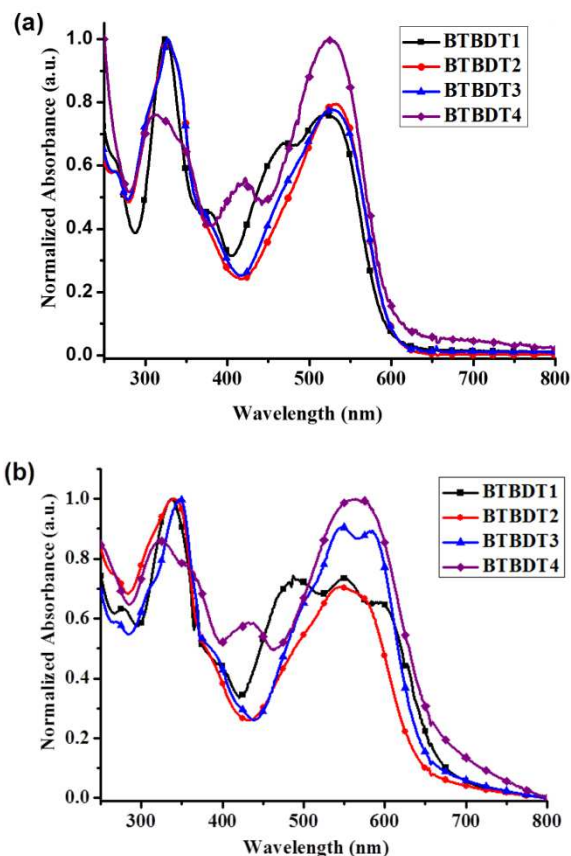 (a)
BTBDT1
BTBDT2
BTBDT3
BTBDT4
Normalized Absorbance (a.u.)
1.0
0.8
0.6
0.4
0.2
0.0
300 400 500 600 700 800
Wavelength (nm)
(b)
BTBDT1
BTBDT2
BTBDT3
BTBDT4
Normalized Absorbance (a.u.)
1.0
0.8
0.6
0.4
0.2
0.0
300 400 500 600 700 800
Wavelength (nm)